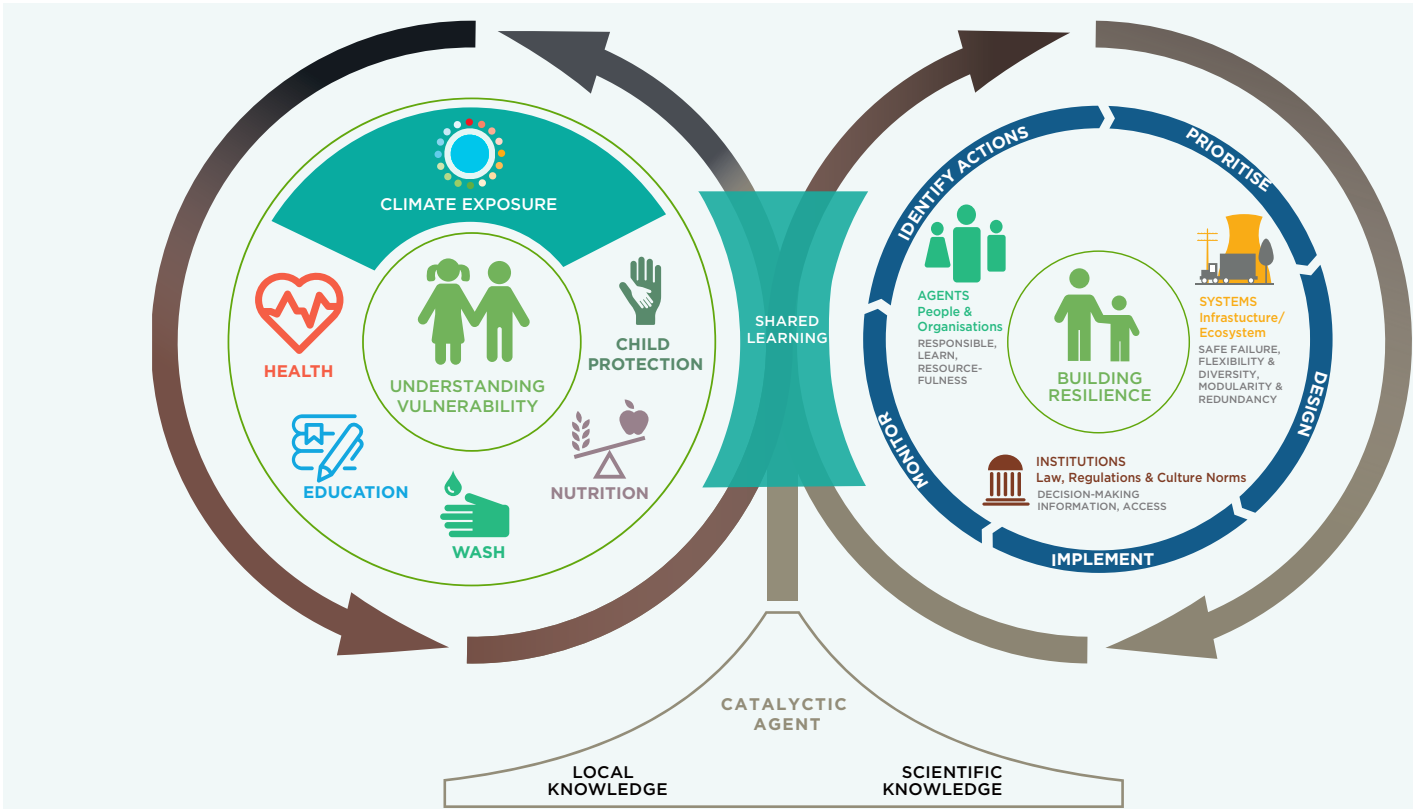 CLIMATE EXPOSURE
HEALTH
EDUCATION
WASH
NUTRITION
CHILD
PROTECTION
UNDERSTANDING
VULNERABILITY
SHARED
LEARNING
IDENTIFY ACTIONS
PRIORITISE
DESIGN
IMPLEMENT
MONITOR
AGENTS
People &
Organisations
RESPONSIBLE,
LEARN,
RESOURCE-
FULNESS
BUILDING
RESILIENCE
SYSTEMS
Infrastucture/
Ecosystem
SAFE FAILURE,
FLEXIBILITY &
DIVERSITY,
MODULARITY &
REDUNDANCY
INSTITUTIONS
Law, Regulations & Culture Norms
DECISION-MAKING
INFORMATION, ACCESS
CATALYCTIC
AGENT
LOCAL
KNOWLEDGE
SCIENTIFIC
KNOWLEDGE